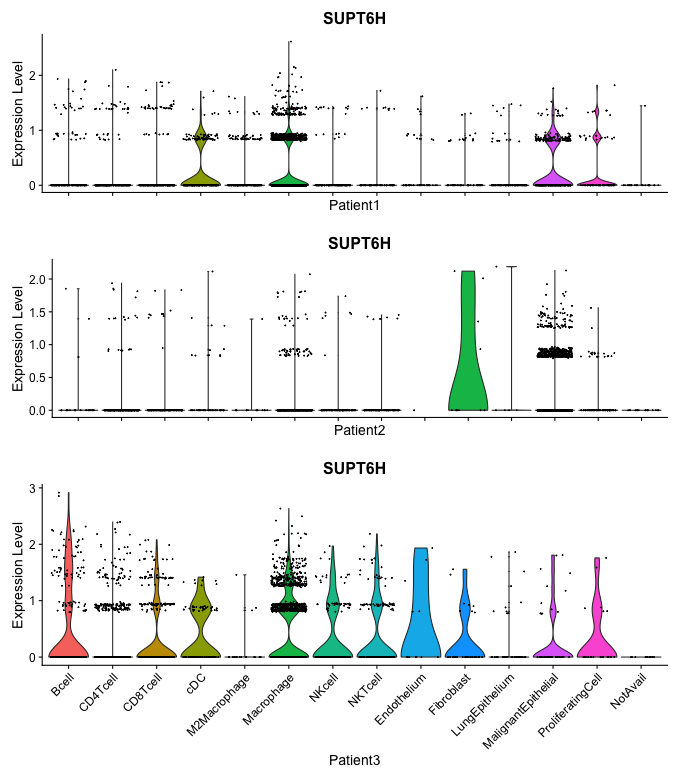 SUPT6H
Expression Level
2
1
0
Patient1
SUPT6H
Expression Level
2.0
1.5
1.0
0.5
0.0
Patient2
SUPT6H
Expression Level
3
2
1
0
Bcell
CD4Tcell
CD8Tcell
cDC
M2Macrophage
Macrophage
NKcell
NKTcell
Endothelium
Fibroblast
LungEpithelium
MalignantEpithelial
ProliferatingCell
NotAvail
Patient3